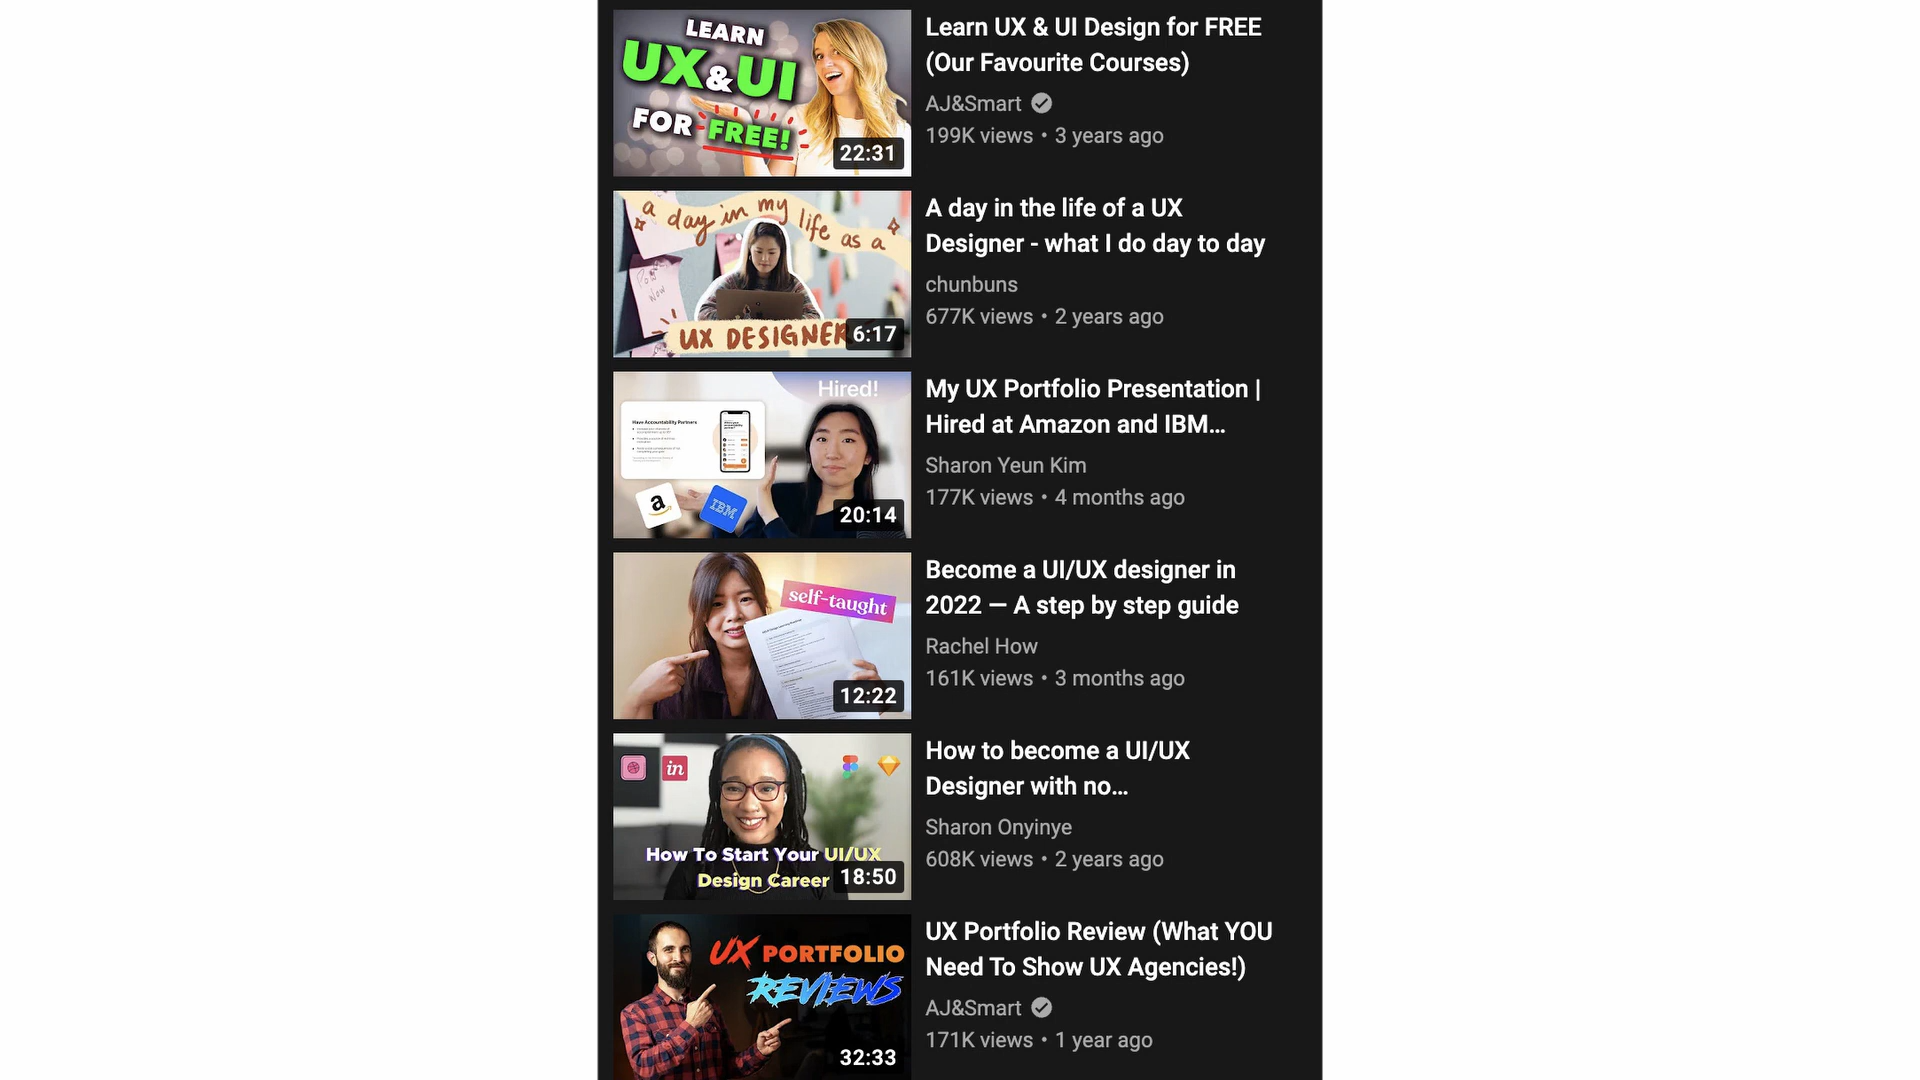 LEARN
UX&UI
FOR FREE!
22:31
Learn UX & UI Design for FREE
(Our Favourite Courses)
AJ&Smart
199K views • 3 years ago
a day in my life as a
UX DESIGNER
6:17
A day in the life of a UX
Designer - what I do day to day
chunbuns
677K views • 2 years ago
Hired!
Have Accountability Partners
a
IBM
20:14
My UX Portfolio Presentation |
Hired at Amazon and IBM...
Sharon Yeun Kim
177K views • 4 months ago
self-taught
12:22
Become a UI/UX designer in
2022 — A step by step guide
Rachel How
161K views • 3 months ago
in
How To Start Your UI/UX
Design Career
18:50
How to become a UI/UX
Designer with no...
Sharon Onyinye
608K views • 2 years ago
UX PORTFOLIO
REVIEWS
32:33
UX Portfolio Review (What YOU
Need To Show UX Agencies!)
AJ&Smart
171K views • 1 year ago